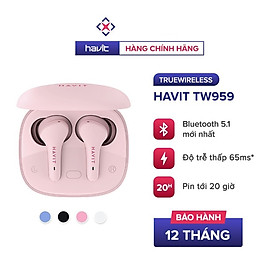 havit
HÀNG CHÍNH HÃNG
TRUEWIRELESS
HAVIT TW959
Bluetooth 5.1
mới nhất
Độ trễ thấp 65ms*
20H
Pin tới 20 giờ
BẢO HÀNH
12 THÁNG
HAVIT
HAVIT
HAVIT